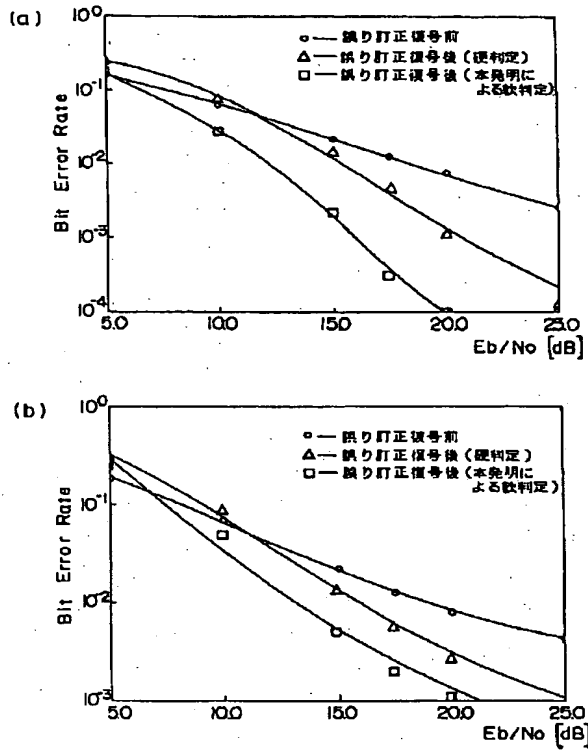 (a)
10⁰
10⁻¹
10⁻²
10⁻³
10⁻⁴
Bit Error Rate
○— 誤り訂正復号前
△— 誤り訂正復号後(硬判定)
□— 誤り訂正復号後(本発明に
よる軟判定)
5.0 10.0 15.0 20.0 25.0
Eb/No [dB]
(b)
10⁰
10⁻¹
10⁻²
10⁻³
Bit Error Rate
○— 誤り訂正復号前
△— 誤り訂正復号後(硬判定)
□— 誤り訂正復号後(本発明に
よる軟判定)
5.0 10.0 15.0 20.0 25.0
Eb/No [dB]